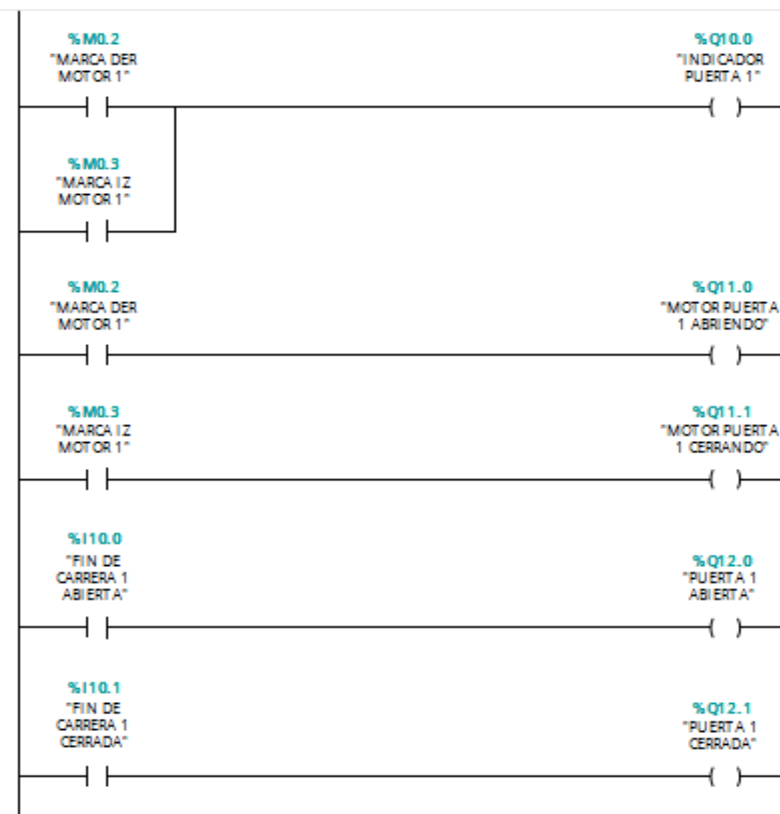 %M0.2
"MARCA DER
MOTOR 1"
%Q10.0
"INDICADOR
PUERTA 1"
%M0.3
"MARCA IZ
MOTOR 1"
%M0.2
"MARCA DER
MOTOR 1"
%Q11.0
"MOTOR PUERTA
1 ABRIENDO"
%M0.3
"MARCA IZ
MOTOR 1"
%Q11.1
"MOTOR PUERTA
1 CERRANDO"
%I10.0
"FIN DE
CARRERA 1
ABIERTA"
%Q12.0
"PUERTA 1
ABIERTA"
%I10.1
"FIN DE
CARRERA 1
CERRADA"
%Q12.1
"PUERTA 1
CERRADA"